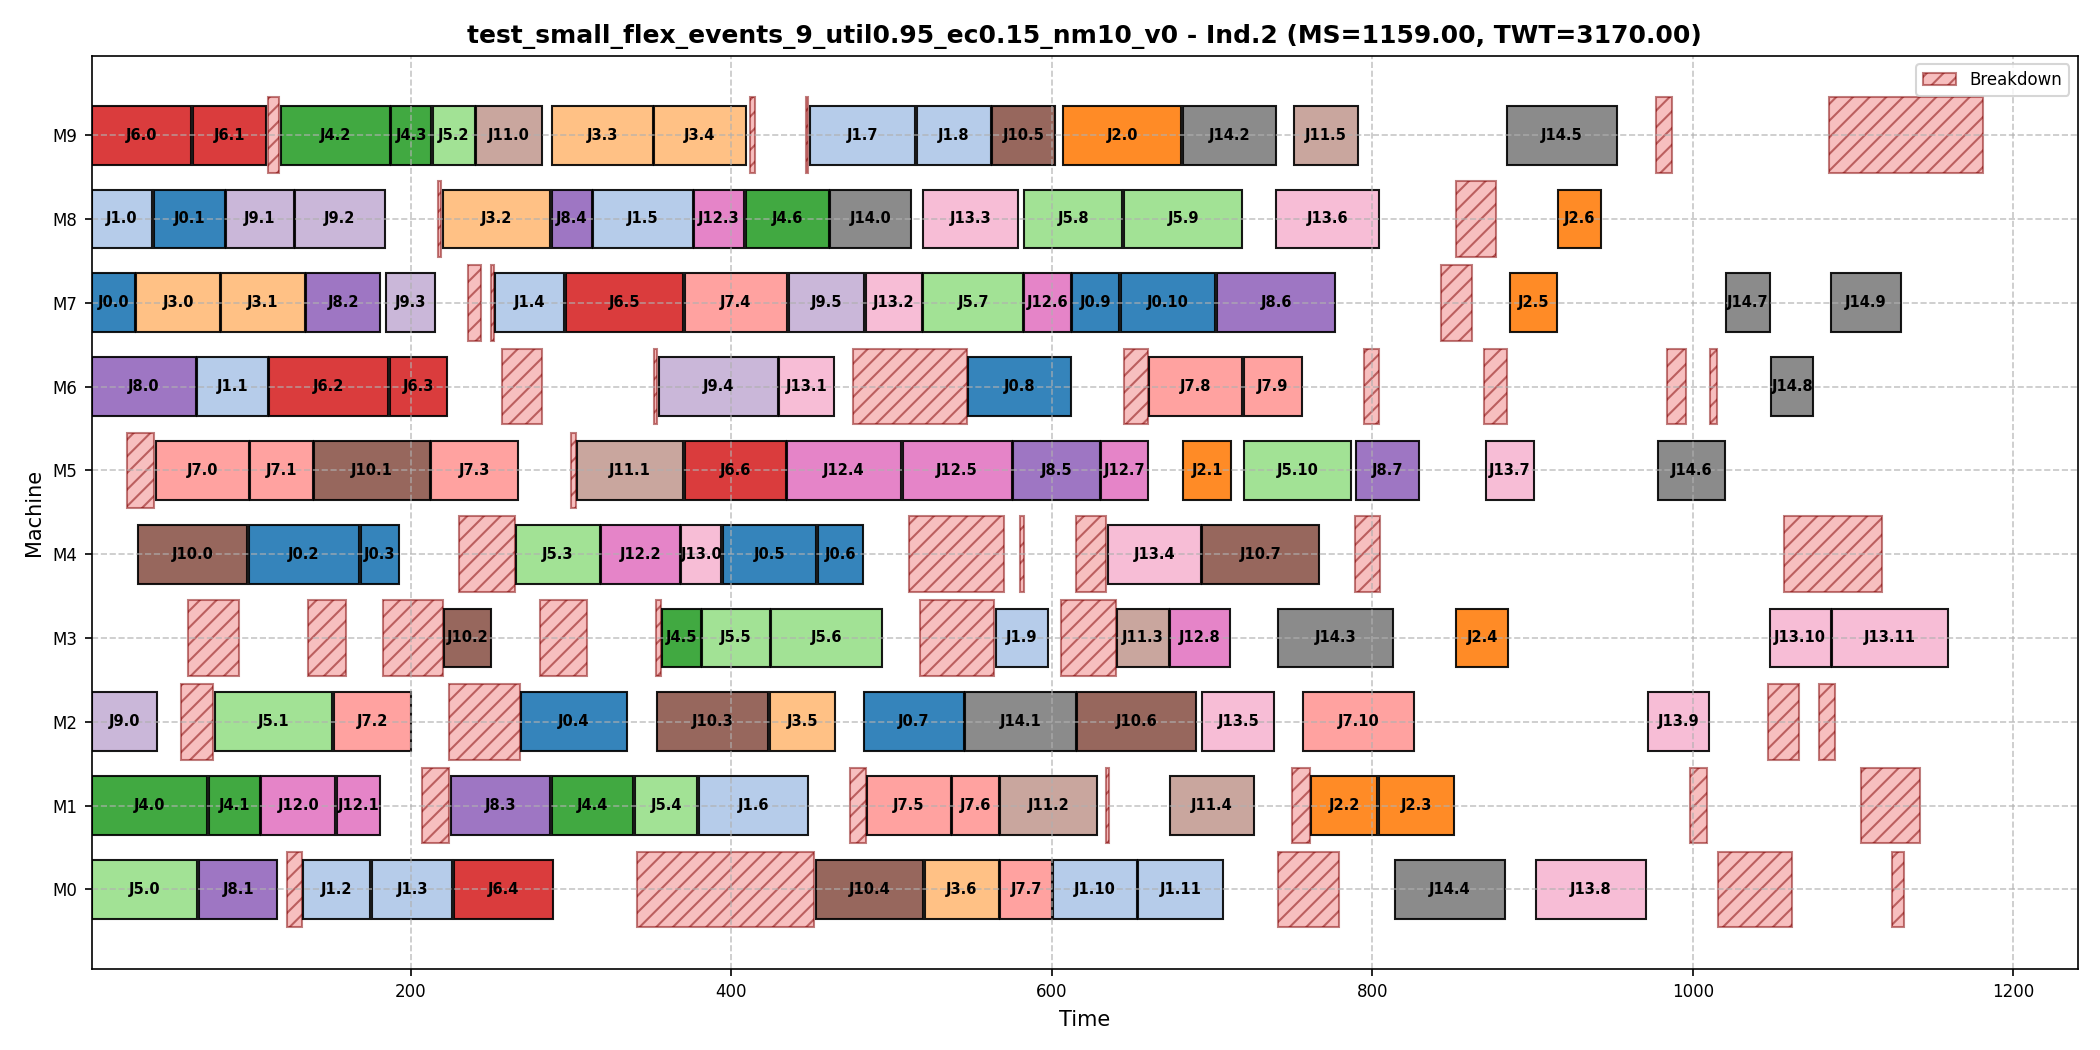 test_small_flex_events_9_util0.95_ec0.15_nm10_v0 - Ind.2 (MS=1159.00, TWT=3170.00)
Breakdown
M9 J6.0 J6.1 J4.2 J4.3 J5.2 J11.0 J3.3 J3.4 J1.7 J1.8 J10.5 J2.0 J14.2 J11.5 J14.5
M8 J1.0 J0.1 J9.1 J9.2 J3.2 J8.4 J1.5 J12.3 J4.6 J14.0 J13.3 J5.8 J5.9 J13.6 J2.6
M7 J0.0 J3.0 J3.1 J8.2 J9.3 J1.4 J6.5 J7.4 J9.5 J13.2 J5.7 J12.6 J0.9 J0.10 J8.6 J2.5 J14.7 J14.9
M6 J8.0 J1.1 J6.2 J6.3 J9.4 J13.1 J0.8 J7.8 J7.9 J14.8
M5 J7.0 J7.1 J10.1 J7.3 J11.1 J6.6 J12.4 J12.5 J8.5 J12.7 J2.1 J5.10 J8.7 J13.7 J14.6
M4 J10.0 J0.2 J0.3 J5.3 J12.2 J13.0 J0.5 J0.6 J13.4 J10.7
M3 J10.2 J4.5 J5.5 J5.6 J1.9 J11.3 J12.8 J14.3 J2.4 J13.10 J13.11
M2 J9.0 J5.1 J7.2 J0.4 J10.3 J3.5 J0.7 J14.1 J10.6 J13.5 J7.10 J13.9
M1 J4.0 J4.1 J12.0 J12.1 J8.3 J4.4 J5.4 J1.6 J7.5 J7.6 J11.2 J11.4 J2.2 J2.3
M0 J5.0 J8.1 J1.2 J1.3 J6.4 J10.4 J3.6 J7.7 J1.10 J1.11 J14.4 J13.8
Machine
200 400 600 800 1000 1200
Time